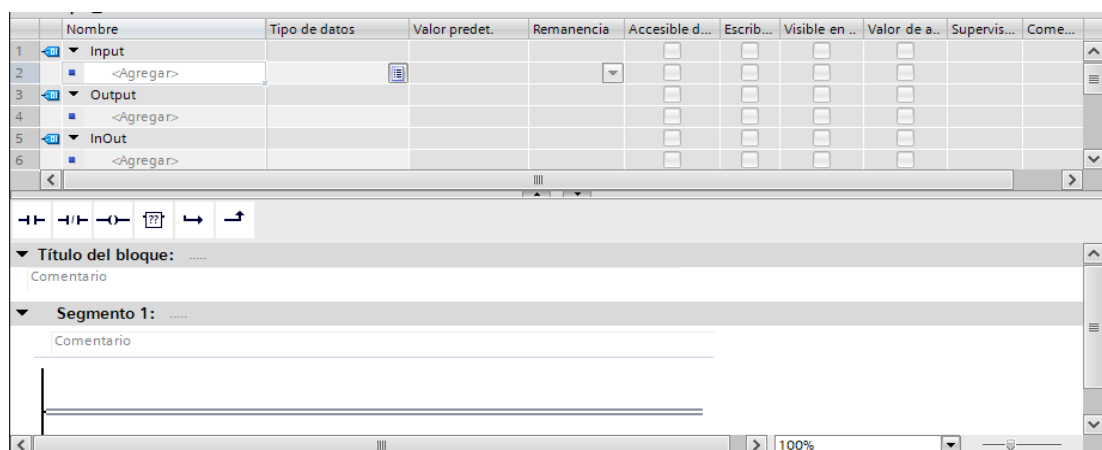 Nombre Tipo de datos Valor predet. Remanencia Accesible d... Escrib... Visible en .. Valor de a.. Supervis... Come...
1 Input
2 <Agregar>
3 Output
4 <Agregar>
5 InOut
6 <Agregar>
??
Título del bloque: .....
Comentario
Segmento 1: .....
Comentario
100%